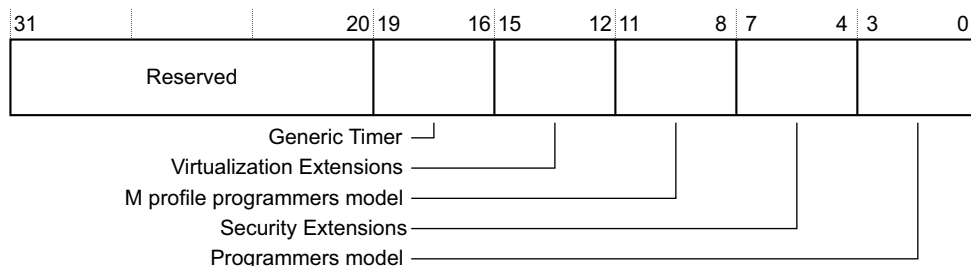 31 20 19 16 15 12 11 8 7 4 3 0
Reserved
Generic Timer
Virtualization Extensions
M profile programmers model
Security Extensions
Programmers model